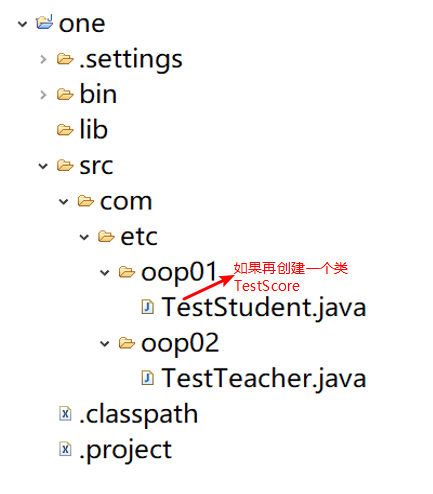 one
.settings
bin
lib
src
com
etc
oop01
如果再创建一个类
TestScore
TestStudent.java
oop02
TestTeacher.java
.classpath
.project